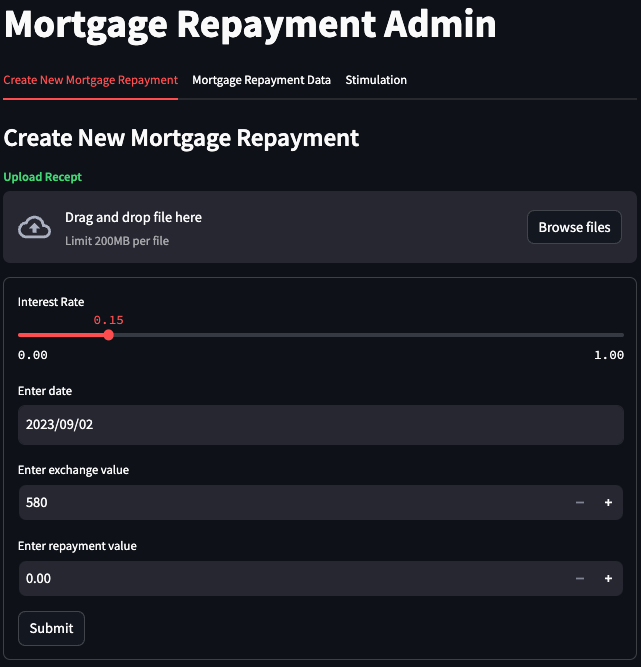 Mortgage Repayment Admin
Create New Mortgage Repayment Mortgage Repayment Data Stimulation
Create New Mortgage Repayment
Upload Recept
Drag and drop file here
Limit 200MB per file
Browse files
Interest Rate
0.15
0.00 1.00
Enter date
2023/09/02
Enter exchange value
580 − +
Enter repayment value
0.00 − +
Submit